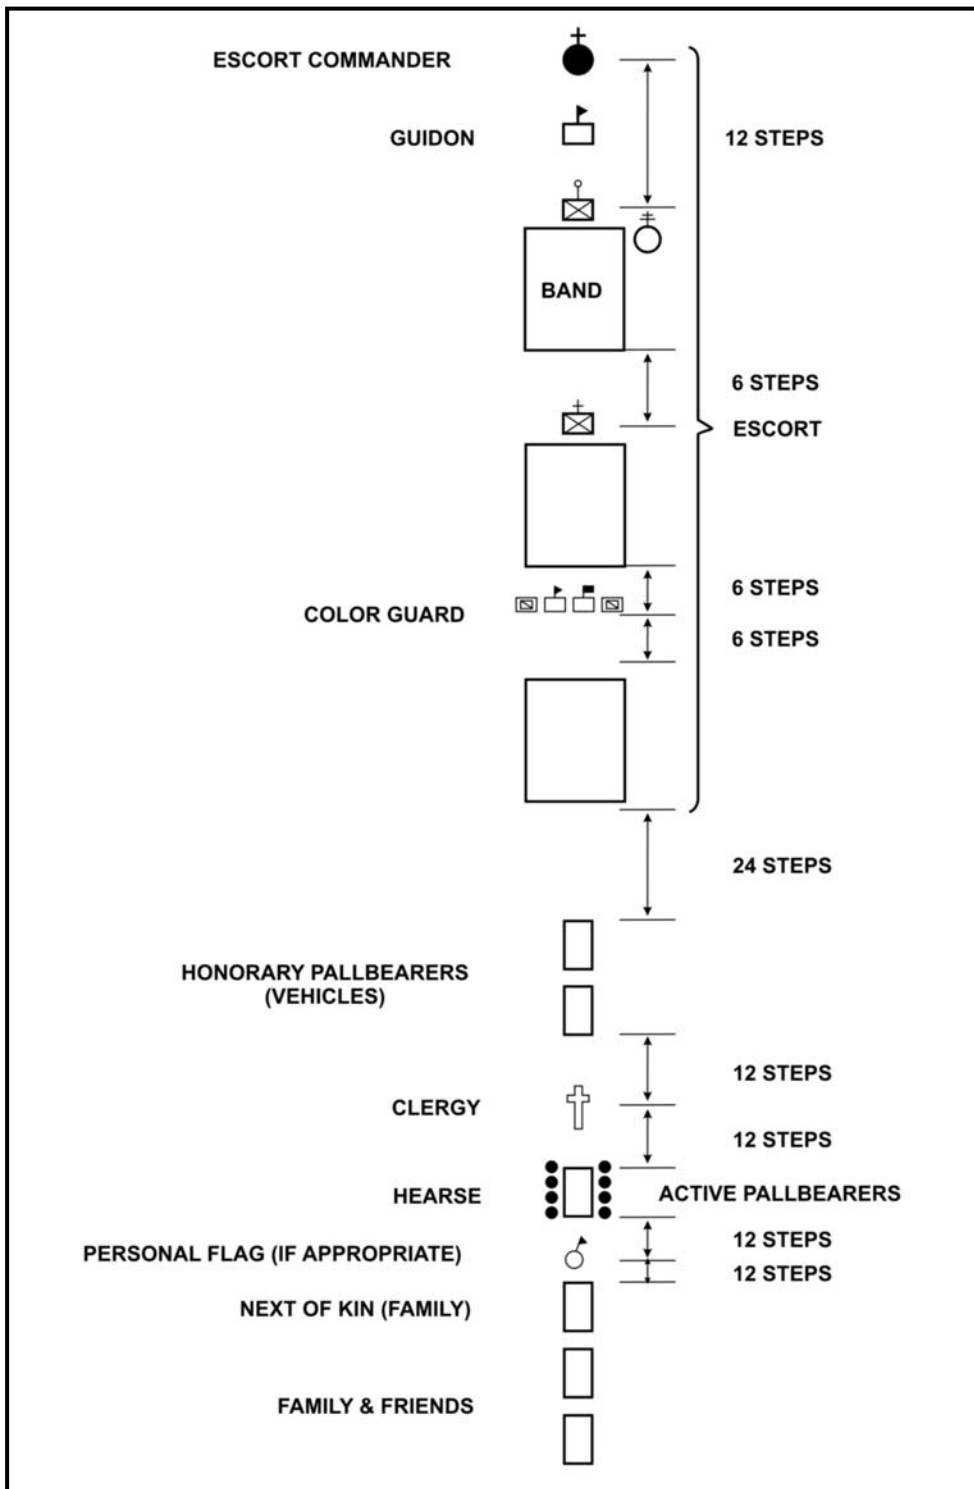 ESCORT COMMANDER
GUIDON
12 STEPS
BAND
6 STEPS
ESCORT
6 STEPS
COLOR GUARD
6 STEPS
24 STEPS
HONORARY PALLBEARERS
(VEHICLES)
12 STEPS
CLERGY
12 STEPS
HEARSE
ACTIVE PALLBEARERS
12 STEPS
PERSONAL FLAG (IF APPROPRIATE)
12 STEPS
NEXT OF KIN (FAMILY)
FAMILY & FRIENDS